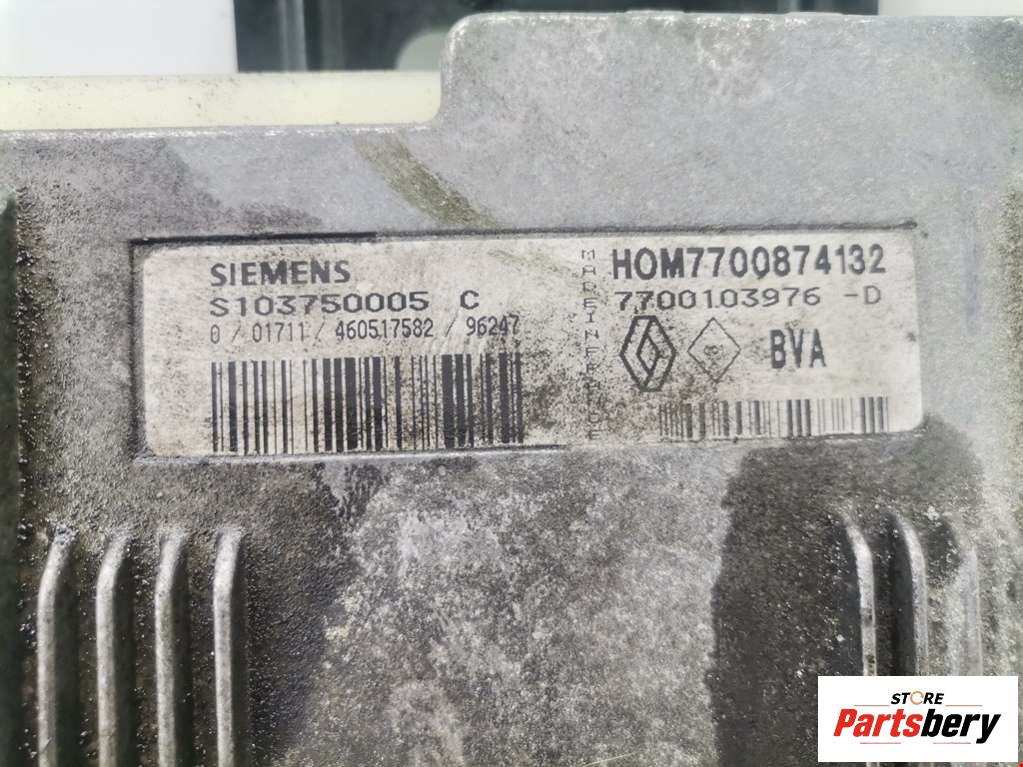 SIEMENS
S103750005 C
0 / 01711 / 460517582 / 96247
MADE IN FRANCE
HOM7700874132
7700103976 -D
BVA
STORE
Partsbery